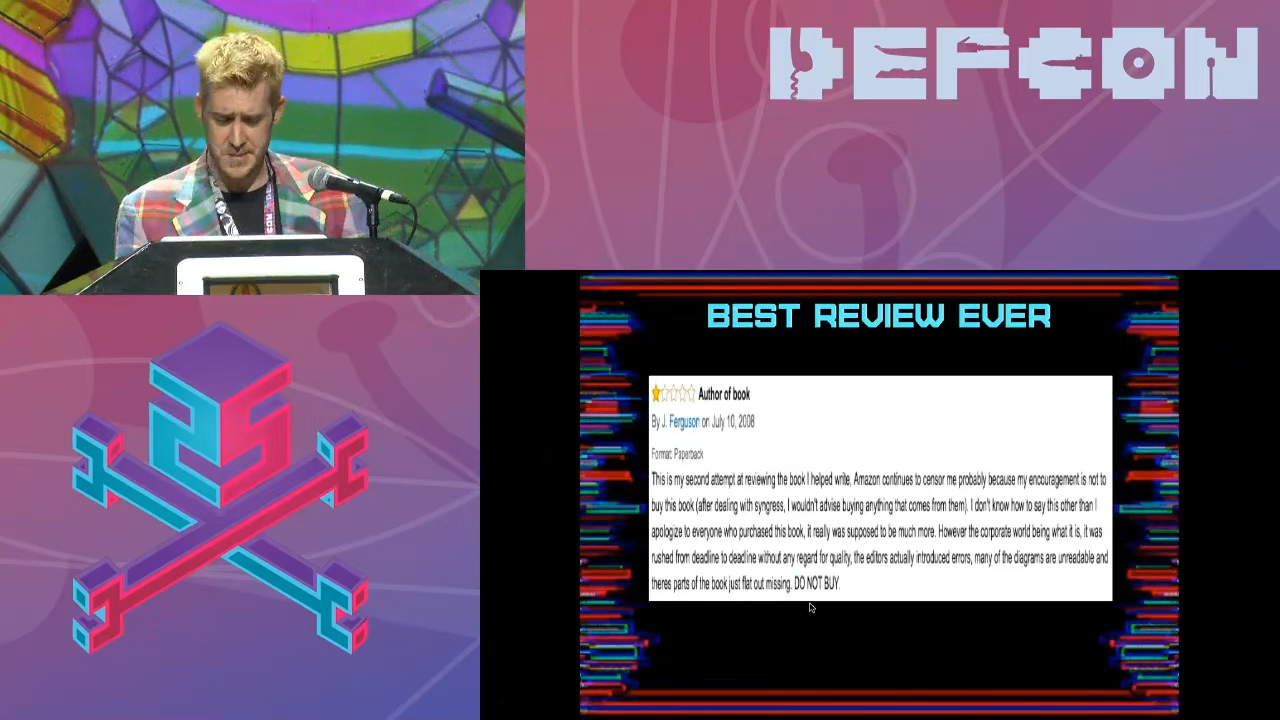 DEFCON
BEST REVIEW EVER
Author of book
By J. Ferguson on July 10, 2008
Format: Paperback
This is my second attempt at reviewing the book I helped write, Amazon continues to censor me probably because my encouragement is not to
buy this book (after dealing with syngress, I wouldn't advise buying anything that comes from them). I don't know how to say this other than I
apologize to everyone who purchased this book, it really was supposed to be much more. However the corporate world being what it is, it was
rushed from deadline to deadline without any regard for quality, the editors actually introduced errors, many of the diagrams are unreadable and
theres parts of the book just flat out missing. DO NOT BUY.